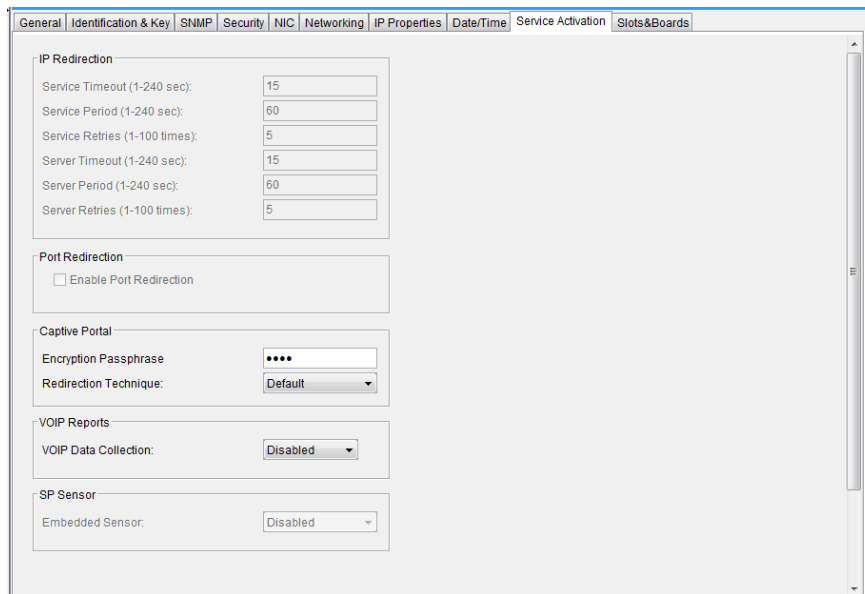 General Identification & Key SNMP Security NIC Networking IP Properties Date/Time Service Activation Slots&Boards
IP Redirection
Service Timeout (1-240 sec): 15
Service Period (1-240 sec): 60
Service Retries (1-100 times): 5
Server Timeout (1-240 sec): 15
Server Period (1-240 sec): 60
Server Retries (1-100 times): 5
Port Redirection
Enable Port Redirection
Captive Portal
Encryption Passphrase ••••
Redirection Technique: Default
VOIP Reports
VOIP Data Collection: Disabled
SP Sensor
Embedded Sensor: Disabled